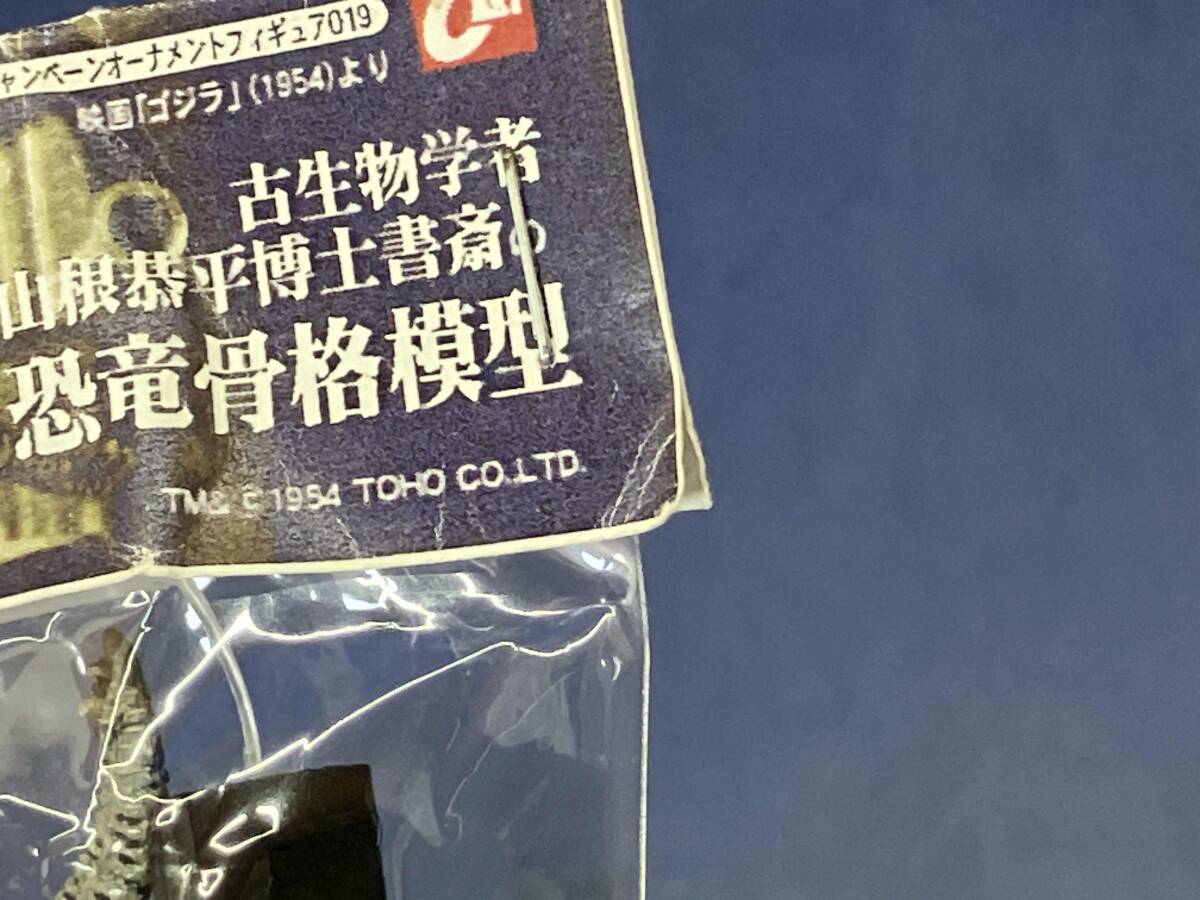 ャンペーンオーナメントフィギュア019
映画「ゴジラ」(1954)より
古生物学者
山根恭平博士書斎の
恐竜骨格模型
TM& C 1954 TOHO CO.LTD.